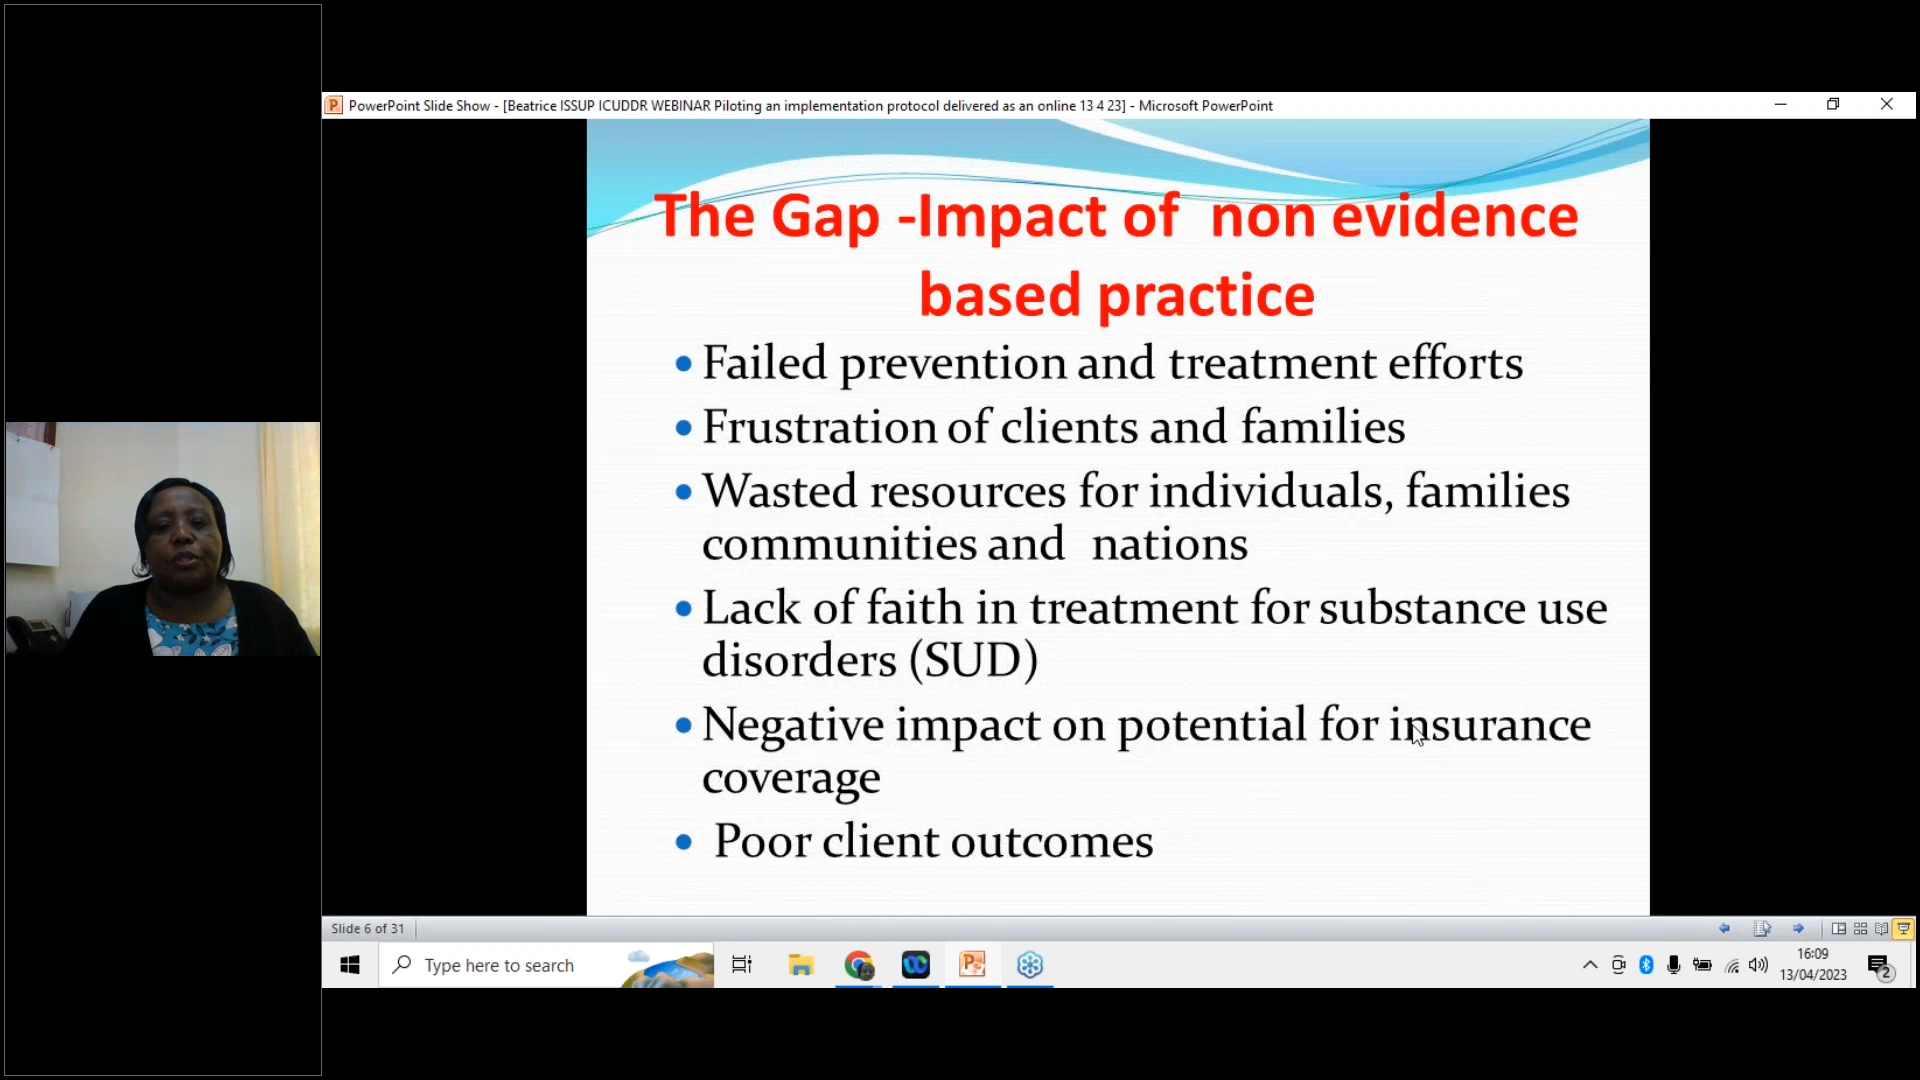 PowerPoint Slide Show - [Beatrice ISSUP ICUDDR WEBINAR Piloting an implementation protocol delivered as an online 13 4 23] - Microsoft PowerPoint
The Gap -Impact of non evidence
based practice
• Failed prevention and treatment efforts
• Frustration of clients and families
• Wasted resources for individuals, families
communities and nations
• Lack of faith in treatment for substance use
disorders (SUD)
• Negative impact on potential for insurance
coverage
• Poor client outcomes
Slide 6 of 31
Type here to search
16:09
13/04/2023
2